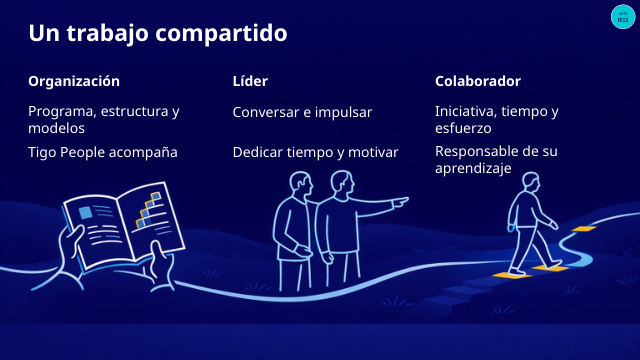 Un trabajo compartido
R11
Organización
Programa, estructura y
modelos
Tigo People acompaña
Líder
Conversar e impulsar
Dedicar tiempo y motivar
Colaborador
Iniciativa, tiempo y
esfuerzo
Responsable de su
aprendizaje